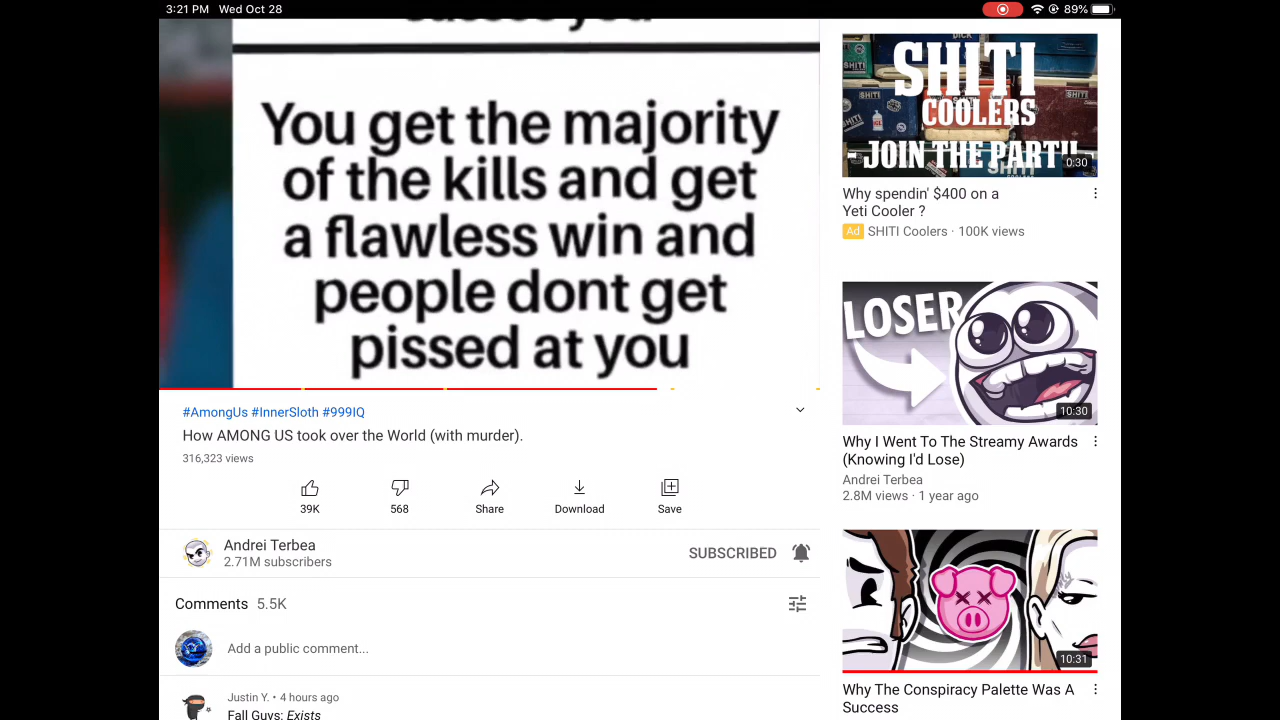 3:21 PM Wed Oct 28
89%
You get the majority
of the kills and get
a flawless win and
people dont get
pissed at you
#AmongUs #InnerSloth #999IQ
How AMONG US took over the World (with murder).
316,323 views
39K
568
Share
Download
Save
Andrei Terbea
2.71M subscribers
SUBSCRIBED
Comments 5.5K
Add a public comment...
Justin Y. • 4 hours ago
Fall Guys: Exists
SHITI
COOLERS
JOIN THE PARTY!
0:30
Why spendin' $400 on a
Yeti Cooler ?
Ad SHITI Coolers · 100K views
LOSER
10:30
Why I Went To The Streamy Awards
(Knowing I'd Lose)
Andrei Terbea
2.8M views · 1 year ago
10:31
Why The Conspiracy Palette Was A
Success